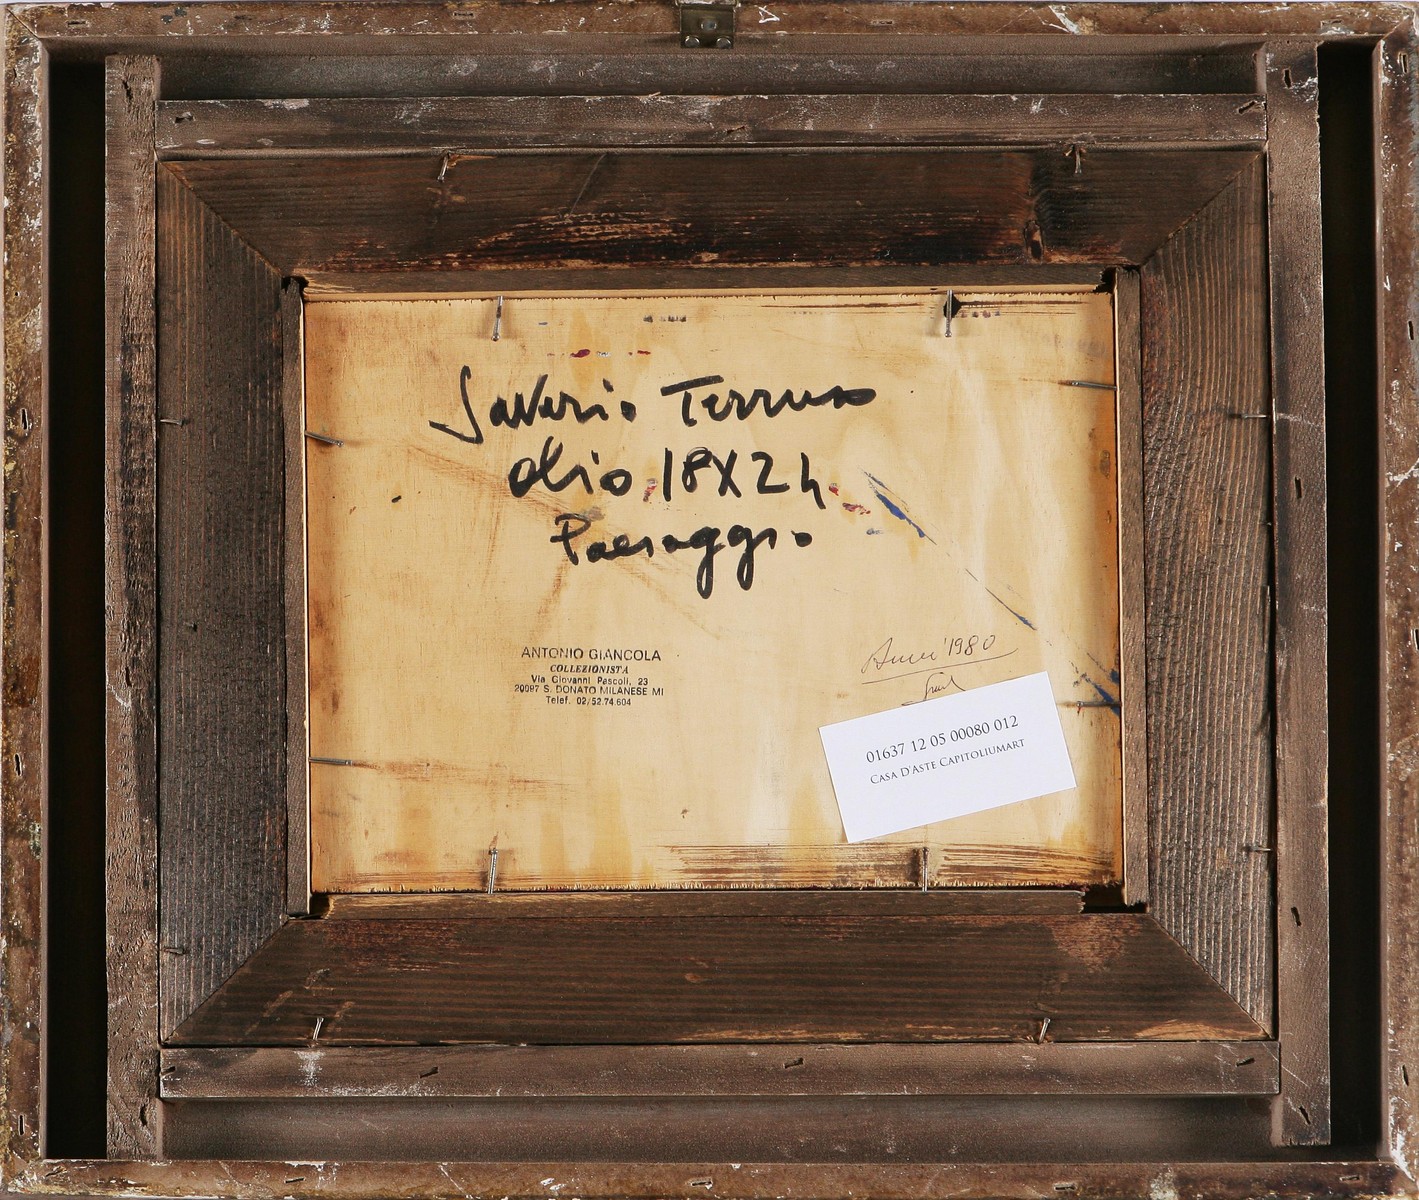 Saverio Terruso
olio 18X24
Paesaggio
ANTONIO GIANCOLA
COLLEZIONISTA
Via Giovanni Pascoli, 23
20097 S. DONATO MILANESE MI
Telef. 02/52.74.604
'1980
01637 12 05 00080 012
CASA D'ASTE CAPITOLIUMART